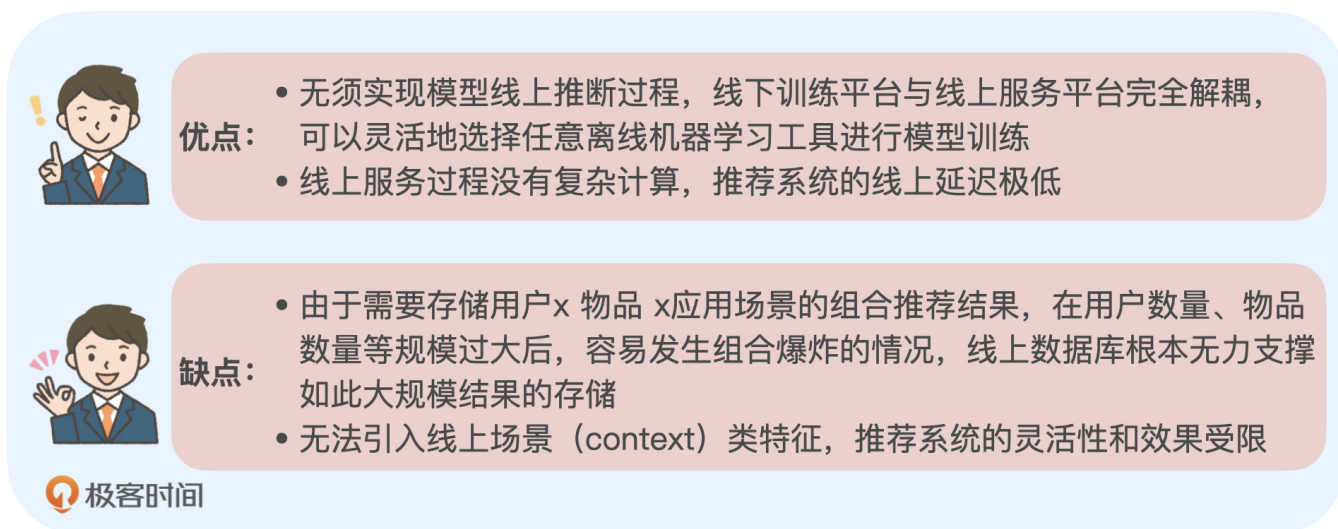 • 无须实现模型线上推断过程，线下训练平台与线上服务平台完全解耦，
优点： 可以灵活地选择任意离线机器学习工具进行模型训练
• 线上服务过程没有复杂计算，推荐系统的线上延迟极低
• 由于需要存储用户x 物品 x应用场景的组合推荐结果，在用户数量、物品
数量等规模过大后，容易发生组合爆炸的情况，线上数据库根本无力支撑
缺点：
如此大规模结果的存储
• 无法引入线上场景（context）类特征，推荐系统的灵活性和效果受限
极客时间